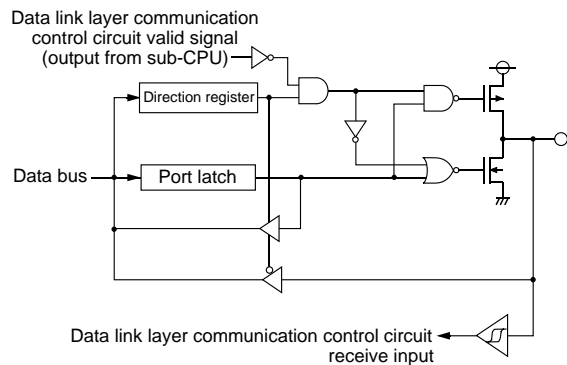 Data link layer communication
control circuit valid signal
(output from sub-CPU)
Direction register
Data bus
Port latch
Data link layer communication control circuit
receive input